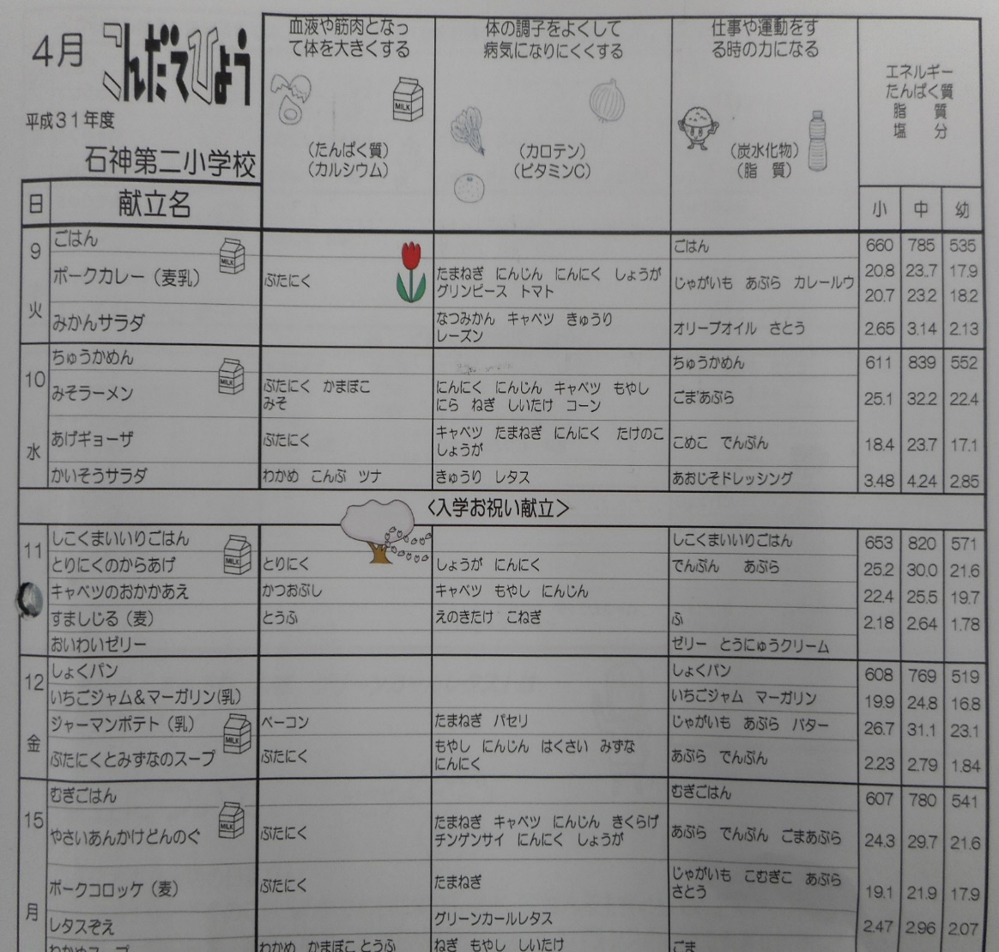 4月 こんだてひょう
平成31年度
石神第二小学校
血液や筋肉となっ
て体を大きくする
MILK
(たんぱく質)
(カルシウム)
体の調子をよくして
病気になりにくくする
(カロテン)
(ビタミンC)
仕事や運動をす
る時の力になる
(炭水化物)
(脂 質)
エネルギー
たんぱく質
脂 質
塩 分
日 献立名 小 中 幼
9 火
ごはん MILK ごはん 660 785 535
ポークカレー（麦乳） ぶたにく たまねぎ にんじん にんにく しょうが
グリンピース トマト じゃがいも あぶら カレールウ 20.8 23..7 17.9
20.7 23.2 18.2
みかんサラダ なつみかん キャベツ きゅうり
レーズン オリーブオイル さとう 2.65 3.14 2.13
10 水
ちゅうかめん MILK ちゅうかめん 611 839 552
みそラーメン ぶたにく かまぼこ
みそ にんにく にんじん キャベツ もやし
にら ねぎ しいたけ コーン ごまあぶら 25.1 32.2 22.4
あげギョーザ ぶたにく キャベツ たまねぎ にんにく たけのこ
しょうが こめこ でんぷん 18.4 23.7 17.1
かいそうサラダ わかめ こんぶ ツナ きゅうり レタス あおじそドレッシング 3.48 4.24 2.85
<入学お祝い献立>
11
しこくまいいりごはん MILK しこくまいいりごはん 653 820 571
とりにくのからあげ とりにく しょうが にんにく でんぷん あぶら 25.2 30.0 21.6
キャベツのおかかあえ かつおぶし キャベツ もやし にんじん 22.4 25.5 19.7
すましじる（麦） とうふ えのきたけ こねぎ ふ 2.18 2.64 1.78
おいわいゼリー ゼリー とうにゅうクリーム
12 金
しょくパン しょくパン 608 769 519
いちごジャム&マーガリン(乳) いちごジャム マーガリン 19.9 24.8 16.8
ジャーマンポテト（乳） MILK ベーコン たまねぎ パセリ じゃがいも あぶら バター 26.7 31.1 23.1
ぶたにくとみずなのスープ ぶたにく もやし にんじん はくさい みずな
にんにく あぶら でんぷん 2.23 2.79 1.84
15 月
むぎごはん MILK むぎごはん 607 780 541
やさいあんかけどんのぐ ぶたにく たまねぎ キャベツ にんじん きくらげ
チンゲンサイ にんにく しょうが あぶら でんぷん ごまあぶら 24.3 29.7 21.6
ポークコロッケ（麦） ぶたにく たまねぎ じゃがいも こむぎこ あぶら
さとう 19.1 21.9 17.9
レタスぞえ グリーンカールレタス 2.47 2.96 2.07
わかめスープ わかめ かまぼこ とうふ ねぎ もやし しいたけ ごま